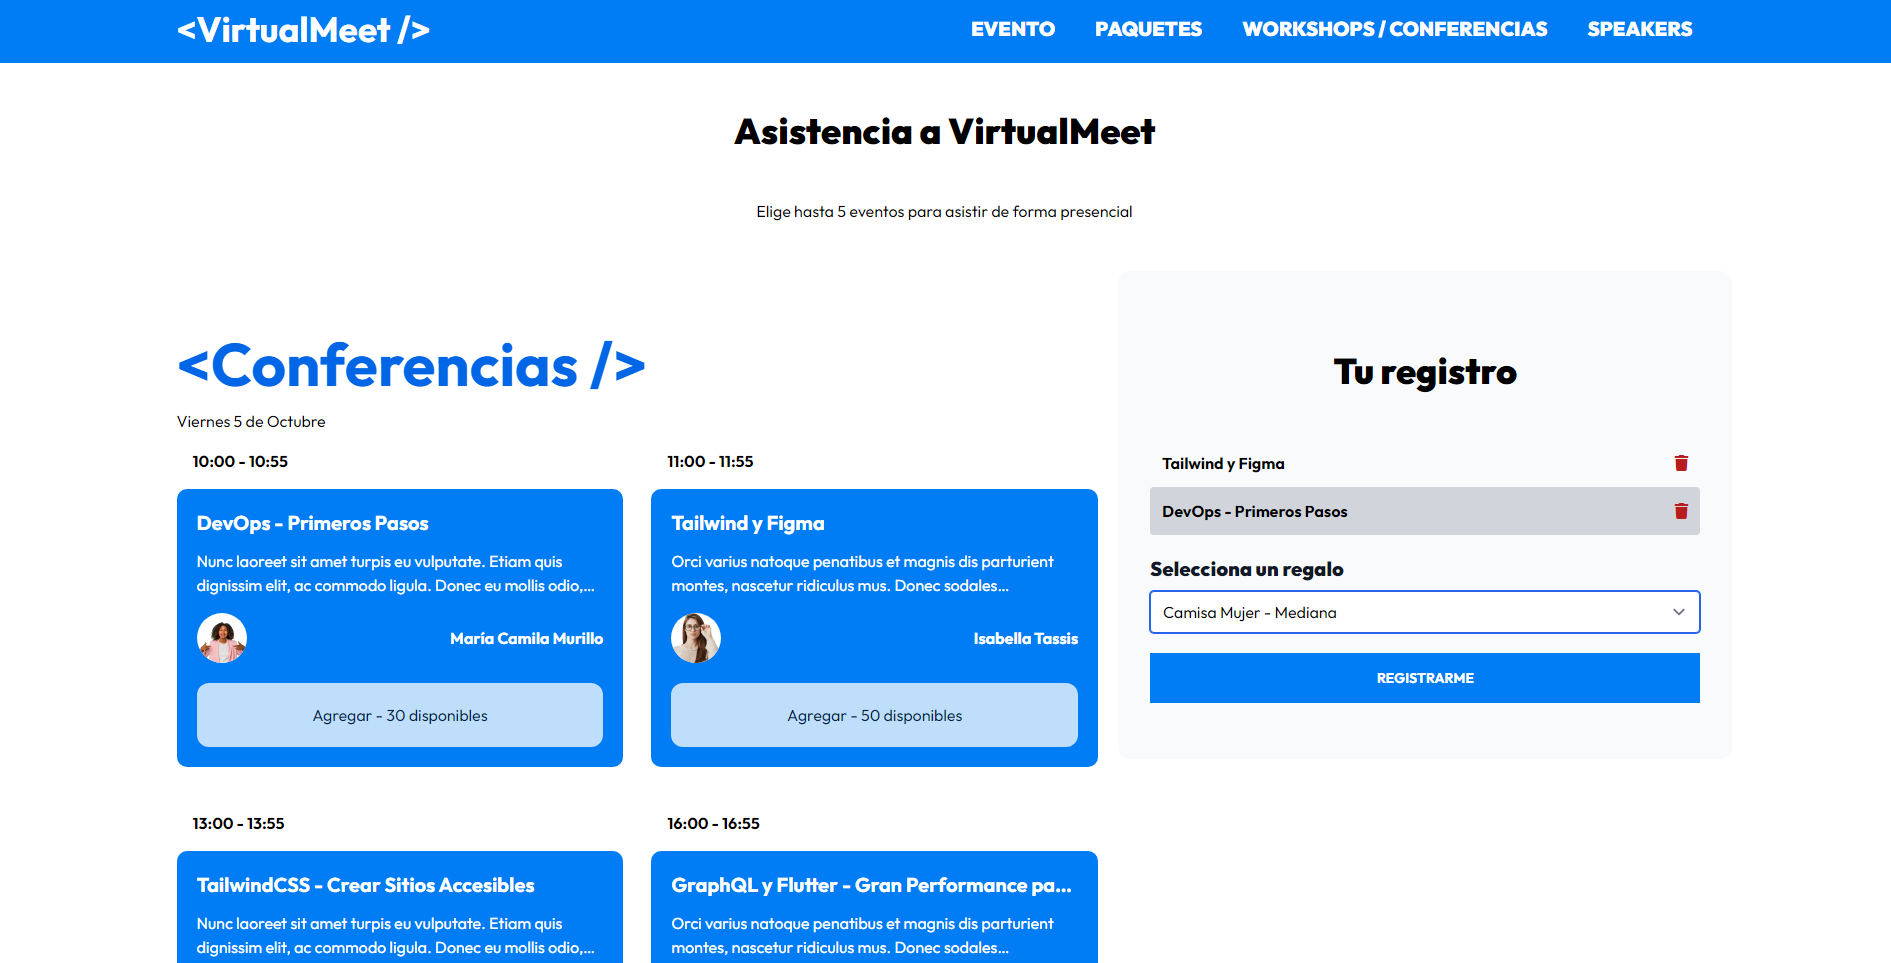 <VirtualMeet />
EVENTO
PAQUETES
WORKSHOPS / CONFERENCIAS
SPEAKERS
Asistencia a VirtualMeet
Elige hasta 5 eventos para asistir de forma presencial
<Conferencias />
Viernes 5 de Octubre
10:00 - 10:55
DevOps - Primeros Pasos
Nunc laoreet sit amet turpis eu vulputate. Etiam quis
dignissim elit, ac commodo ligula. Donec eu mollis odio,...
María Camila Murillo
Agregar - 30 disponibles
11:00 - 11:55
Tailwind y Figma
Orci varius natoque penatibus et magnis dis parturient
montes, nascetur ridiculus mus. Donec sodales...
Isabella Tassis
Agregar - 50 disponibles
13:00 - 13:55
TailwindCSS - Crear Sitios Accesibles
Nunc laoreet sit amet turpis eu vulputate. Etiam quis
dignissim elit, ac commodo ligula. Donec eu mollis odio,...
16:00 - 16:55
GraphQL y Flutter - Gran Performance pa...
Orci varius natoque penatibus et magnis dis parturient
montes, nascetur ridiculus mus. Donec sodales...
Tu registro
Tailwind y Figma
DevOps - Primeros Pasos
Selecciona un regalo
Camisa Mujer - Mediana
REGISTRARME